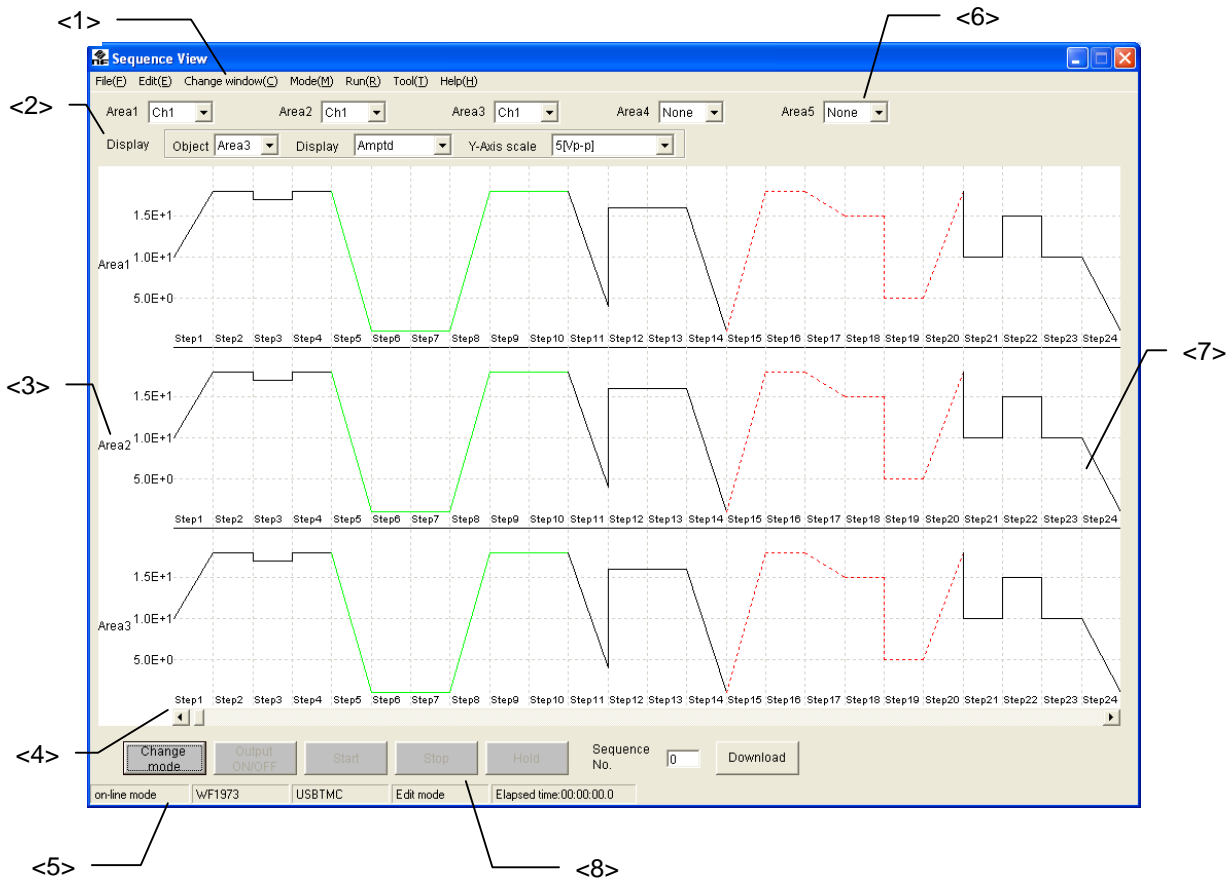 <1>
<6>
Sequence View
File(F) Edit(E) Change window(C) Mode(M) Run(R) Tool(T) Help(H)
<2>
Area1 Ch1 Area2 Ch1 Area3 Ch1 Area4 None Area5 None
Display Object Area3 Display Amptd Y-Axis scale 5[Vp-p]
1.5E+1
Area1 1.0E+1
5.0E+0
Step1 Step2 Step3 Step4 Step5 Step6 Step7 Step8 Step9 Step10 Step11 Step12 Step13 Step14 Step15 Step16 Step17 Step18 Step19 Step20 Step21 Step22 Step23 Step24
<7>
<3>
1.5E+1
Area2 1.0E+1
5.0E+0
Step1 Step2 Step3 Step4 Step5 Step6 Step7 Step8 Step9 Step10 Step11 Step12 Step13 Step14 Step15 Step16 Step17 Step18 Step19 Step20 Step21 Step22 Step23 Step24
1.5E+1
Area3 1.0E+1
5.0E+0
Step1 Step2 Step3 Step4 Step5 Step6 Step7 Step8 Step9 Step10 Step11 Step12 Step13 Step14 Step15 Step16 Step17 Step18 Step19 Step20 Step21 Step22 Step23 Step24
<4>
Change mode Output ON/OFF Start Stop Hold Sequence No. 0 Download
on-line mode WF1973 USBTMC Edit mode Elapsed time:00:00:00.0
<5>
<8>